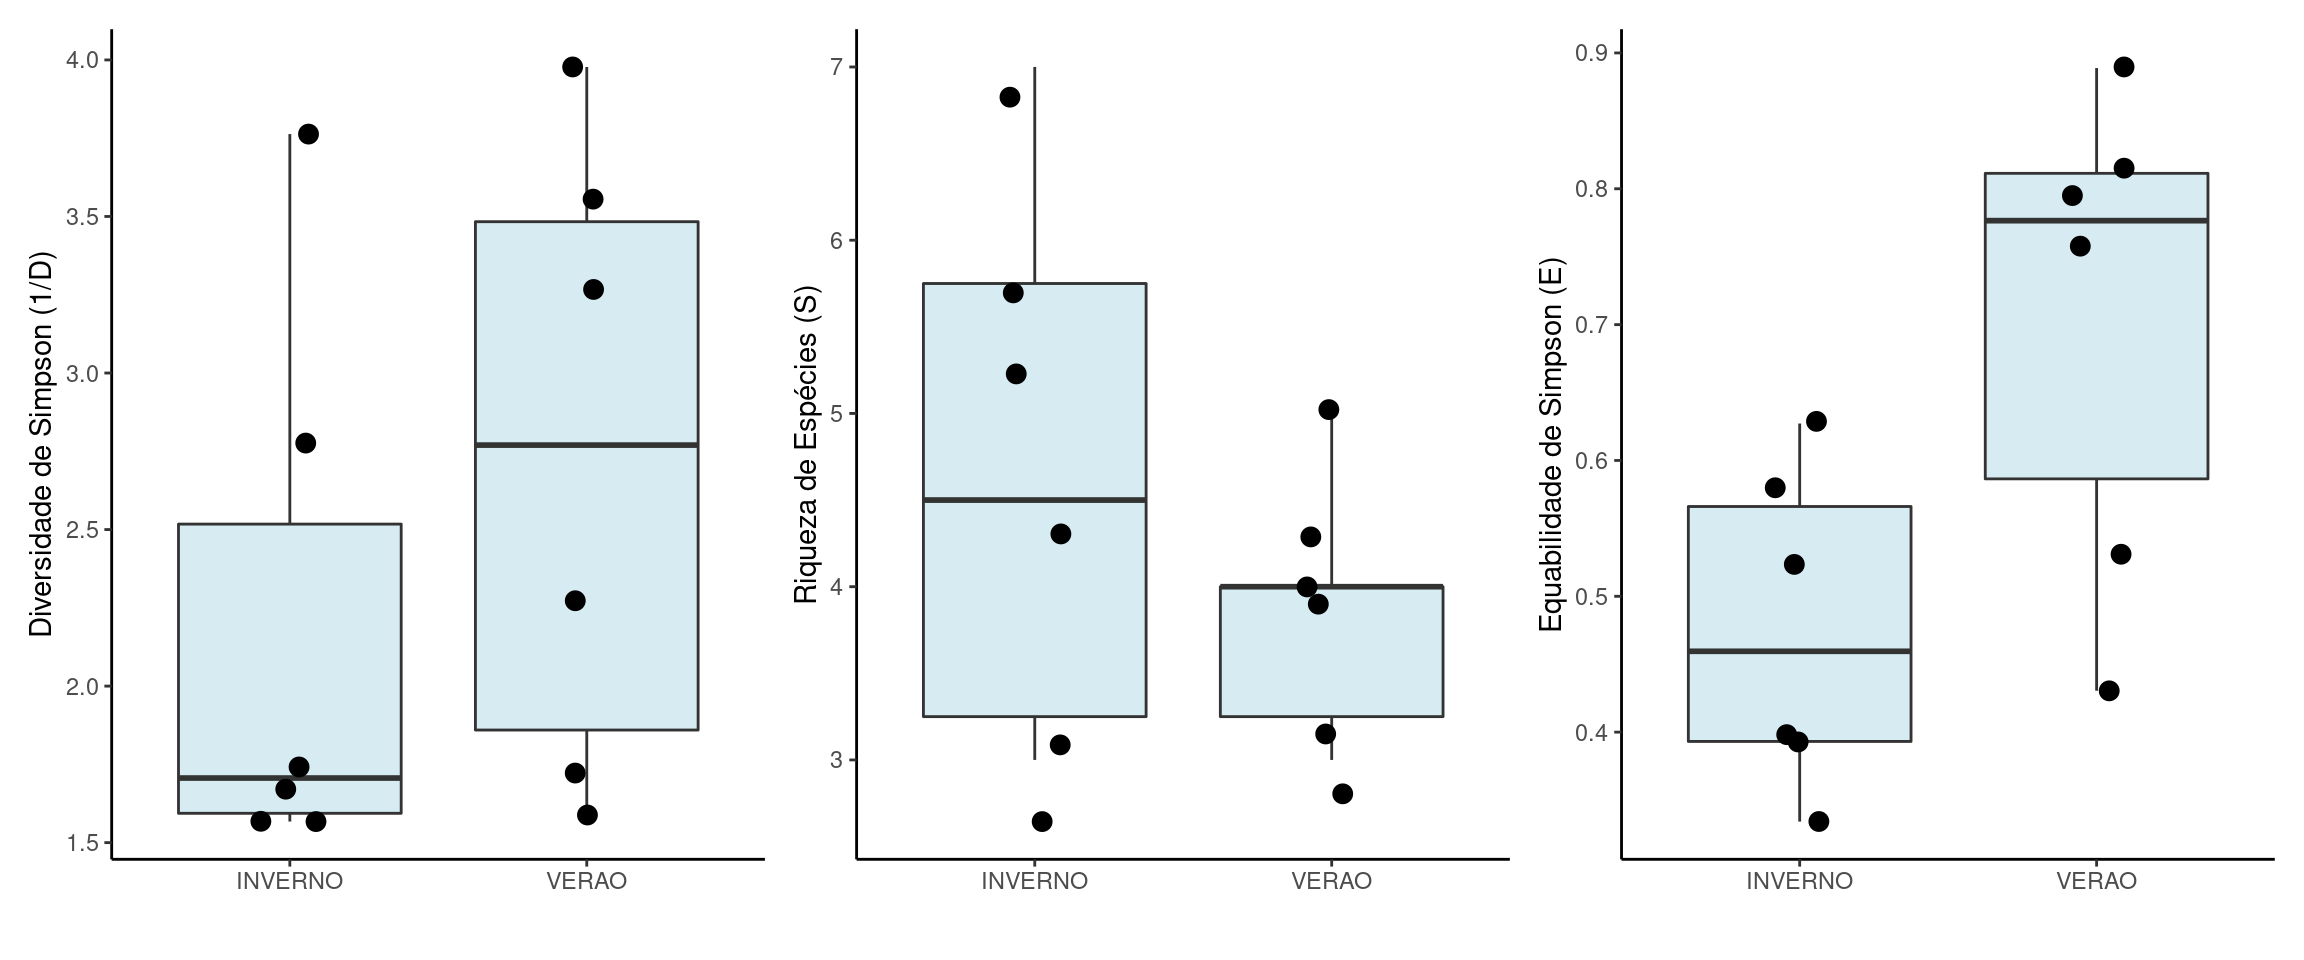 Diversidade de Simpson (1/D)
4.0
3.5
3.0
2.5
2.0
1.5
INVERNO VERAO
Riqueza de Espécies (S)
7
6
5
4
3
INVERNO VERAO
Equabilidade de Simpson (E)
0.9
0.8
0.7
0.6
0.5
0.4
INVERNO VERAO